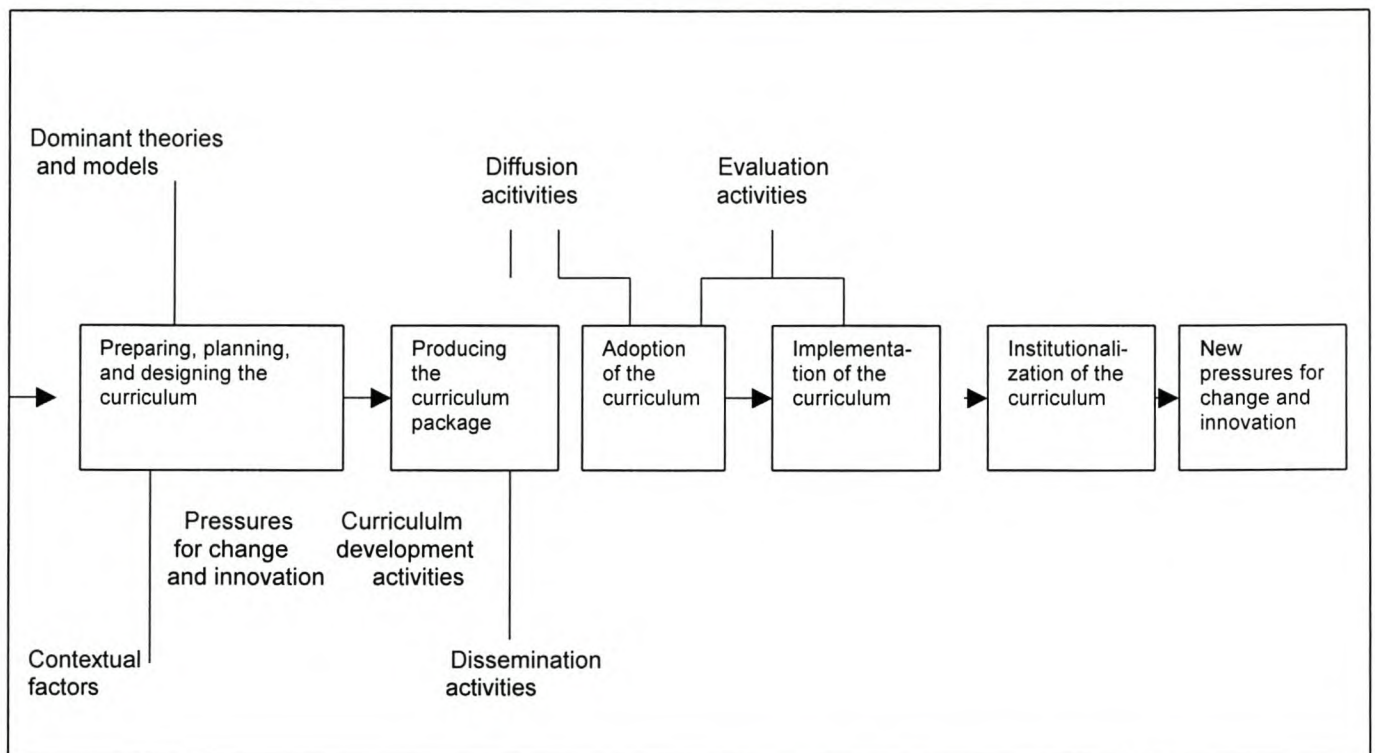 Dominant theories
and models
Diffusion
acitivities
Evaluation
activities
Preparing, planning,
and designing the
curriculum
Producing
the
curriculum
package
Adoption
of the
curriculum
Implementa-
tion of the
curriculum
Institutionali-
zation of the
curriculum
New
pressures for
change and
innovation
Pressures
for change
and innovation
Curricululm
development
activities
Contextual
factors
Dissemination
activities